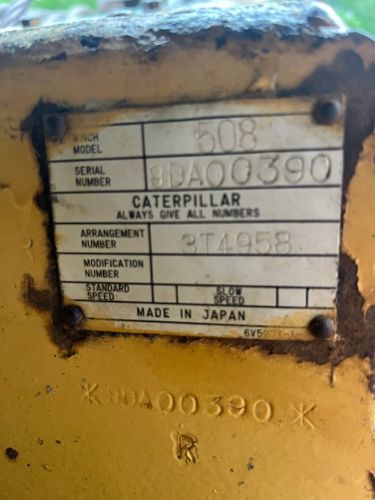 WINCH MODEL 508
SERIAL NUMBER 9DA00390
CATERPILLAR
ALWAYS GIVE ALL NUMBERS
ARRANGEMENT NUMBER 3T4958
MODIFICATION NUMBER
STANDARD SPEED SLOW SPEED
MADE IN JAPAN
*9DA00390*
R